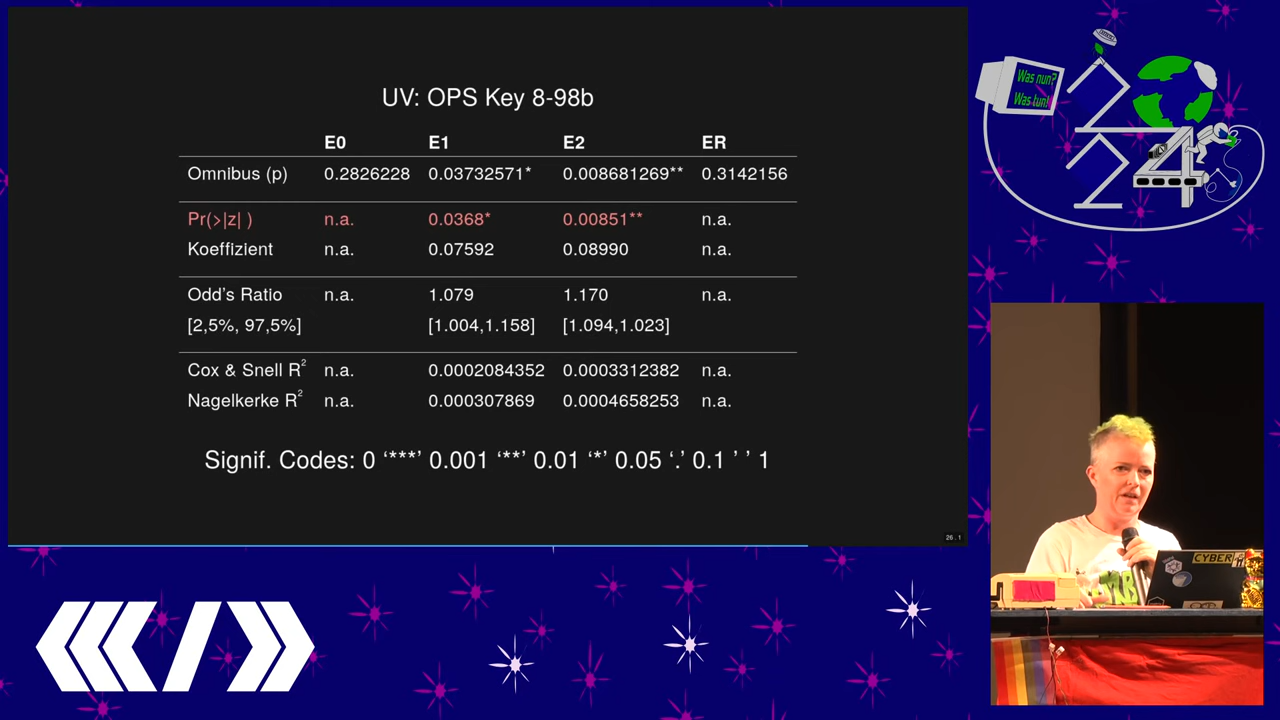 UV: OPS Key 8-98b
E0 E1 E2 ER
Omnibus (p) 0.2826228 0.03732571* 0.008681269** 0.3142156
Pr(>|z| ) n.a. 0.0368* 0.00851** n.a.
Koeffizient n.a. 0.07592 0.08990 n.a.
Odd's Ratio n.a. 1.079 1.170 n.a.
[2,5%, 97,5%] [1.004,1.158] [1.094,1.023]
Cox & Snell R² n.a. 0.0002084352 0.0003312382 n.a.
Nagelkerke R² n.a. 0.000307869 0.0004658253 n.a.
Signif. Codes: 0 ‘***’ 0.001 ‘**’ 0.01 ‘*’ 0.05 ‘.’ 0.1 ’ ’ 1
26.1
Was nun?
Was tun!
24
CYBER